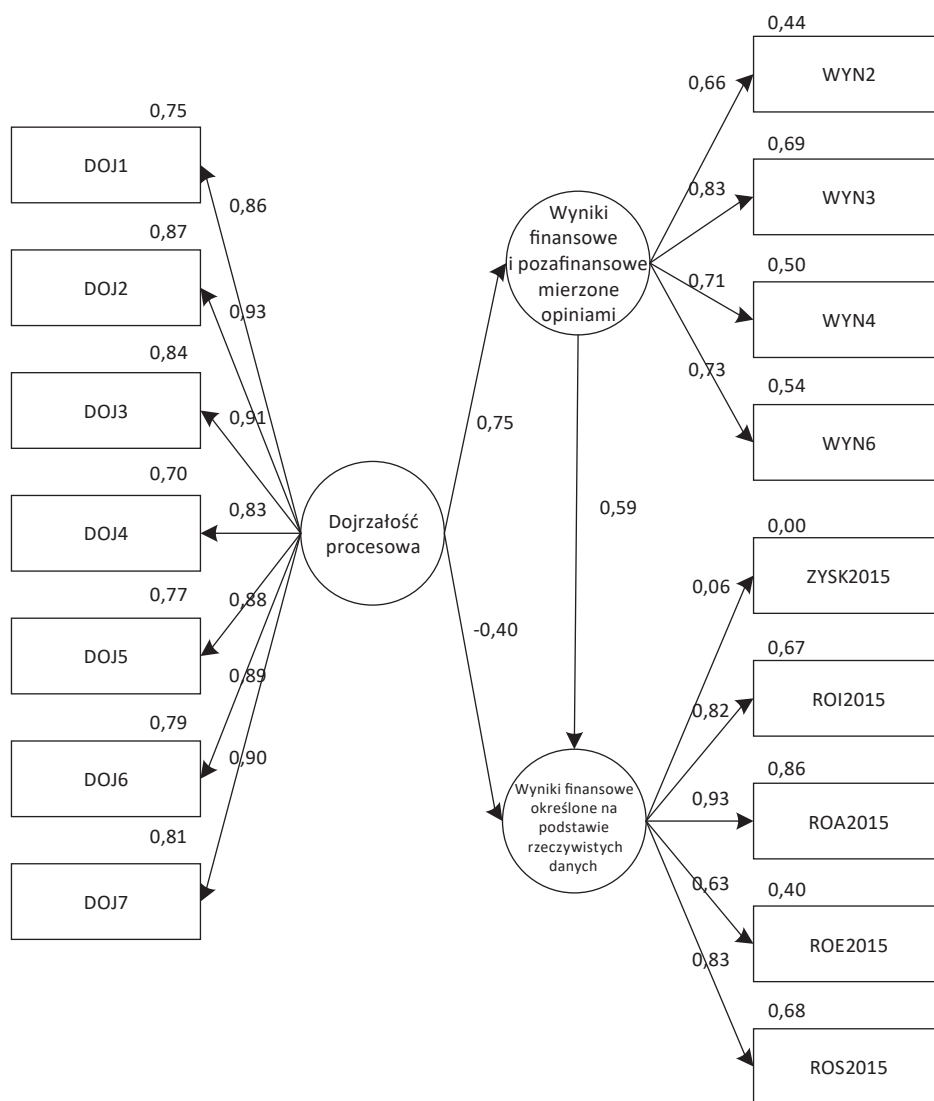 0,75
DOJ1
0,86
0,87
DOJ2
0,93
0,84
DOJ3
0,91
0,70
DOJ4
0,83
0,77
DOJ5
0,88
0,79
DOJ6
0,89
0,81
DOJ7
0,90
Dojrzałość
procesowa
0,75
-0,40
Wyniki
finansowe
i pozafinansowe
mierzone
opiniami
0,59
Wyniki finansowe
określone na
podstawie
rzeczywistych
danych
0,44
0,66
WYN2
0,69
0,83
WYN3
0,50
0,71
WYN4
0,54
0,73
WYN6
0,00
0,06
ZYSK2015
0,67
0,82
ROI2015
0,86
0,93
ROA2015
0,40
0,63
ROE2015
0,68
0,83
ROS2015